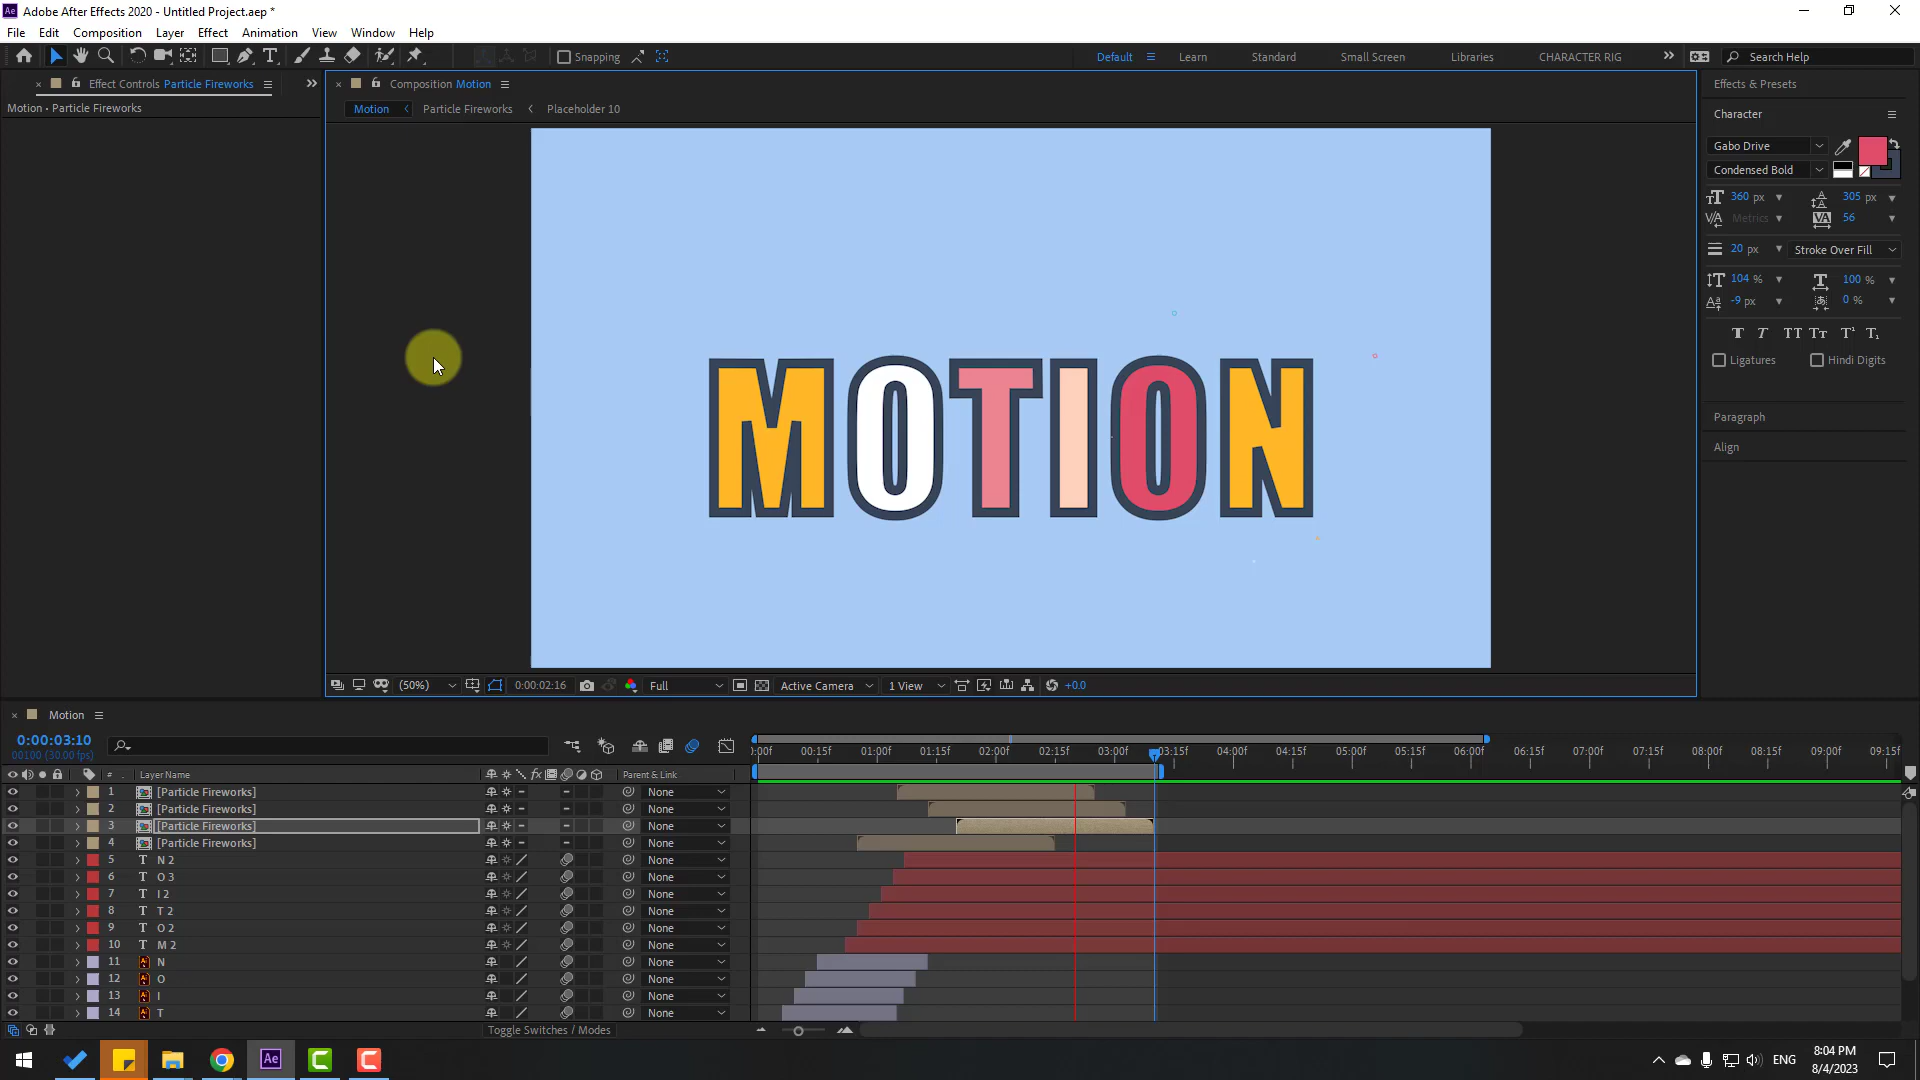 Adobe After Effects 2020 - Untitled Project.aep *
File Edit Composition Layer Effect Animation View Window Help
Snapping
Default Learn Standard Small Screen Libraries CHARACTER RIG Search Help
Effect Controls Particle Fireworks
Motion • Particle Fireworks
Composition Motion
Motion Particle Fireworks Placeholder 10
MOTION
Effects & Presets
Character
Gabo Drive
Condensed Bold
360 px 305 px
Metrics 56
20 px Stroke Over Fill
104 % 100 %
-9 px 0 %
Ligatures Hindi Digits
Paragraph
Align
(50%) 0:00:02:16 Full Active Camera 1 View +0.0
Motion
0:00:03:10
00100 (30.00 fps)
# Layer Name Parent & Link
:00f 00:15f 01:00f 01:15f 02:00f 02:15f 03:00f 03:15f 04:00f 04:15f 05:00f 05:15f 06:00f 06:15f 07:00f 07:15f 08:00f 08:15f 09:00f 09:15f
1 [Particle Fireworks] None
2 [Particle Fireworks] None
3 [Particle Fireworks] None
4 [Particle Fireworks] None
5 T N 2 None
6 T O 3 None
7 T I 2 None
8 T T 2 None
9 T O 2 None
10 T M 2 None
11 N None
12 O None
13 I None
14 T None
Toggle Switches / Modes
ENG 8:04 PM
8/4/2023